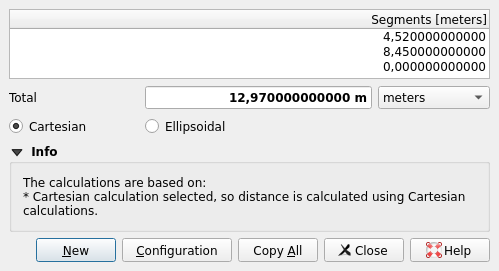 Segments [meters]
4,520000000000
8,450000000000
0,000000000000
Total 12,970000000000 m meters
Cartesian Ellipsoidal
Info
The calculations are based on:
* Cartesian calculation selected, so distance is calculated using Cartesian
calculations.
New Configuration Copy All Close Help